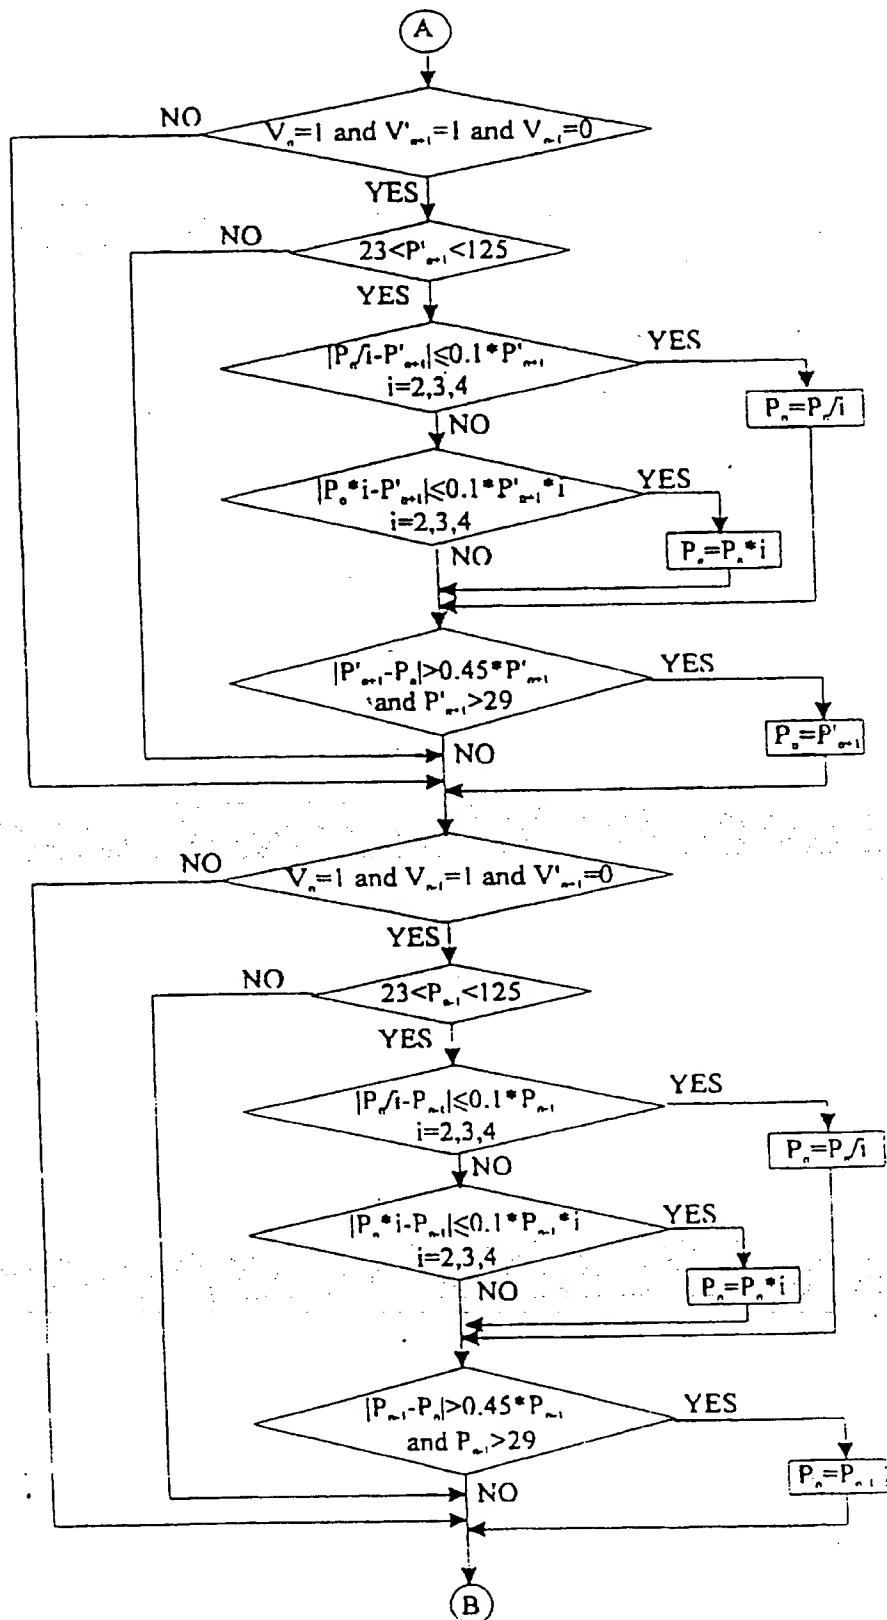 A
NO
Vₙ=1 and V'ₙ₊₁=1 and Vₙ₋₁=0
YES
NO
23<P'ₙ₊₁<125
YES
|Pₙ/i-P'ₙ₊₁|≤0.1*P'ₙ₊₁
i=2,3,4
YES
Pₙ=Pₙ/i
NO
|Pₙ*i-P'ₙ₊₁|≤0.1*P'ₙ₊₁*i
i=2,3,4
YES
Pₙ=Pₙ*i
NO
|P'ₙ₊₁-Pₙ|>0.45*P'ₙ₊₁
and P'ₙ₊₁>29
YES
Pₙ=P'ₙ₊₁
NO
NO
Vₙ=1 and Vₙ₋₁=1 and V'ₙ₊₁=0
YES
NO
23<Pₙ₋₁<125
YES
|Pₙ/i-Pₙ₋₁|≤0.1*Pₙ₋₁
i=2,3,4
YES
Pₙ=Pₙ/i
NO
|Pₙ*i-Pₙ₋₁|≤0.1*Pₙ₋₁*i
i=2,3,4
YES
Pₙ=Pₙ*i
NO
|Pₙ₋₁-Pₙ|>0.45*Pₙ₋₁
and Pₙ₋₁>29
YES
Pₙ=Pₙ₋₁
NO
B